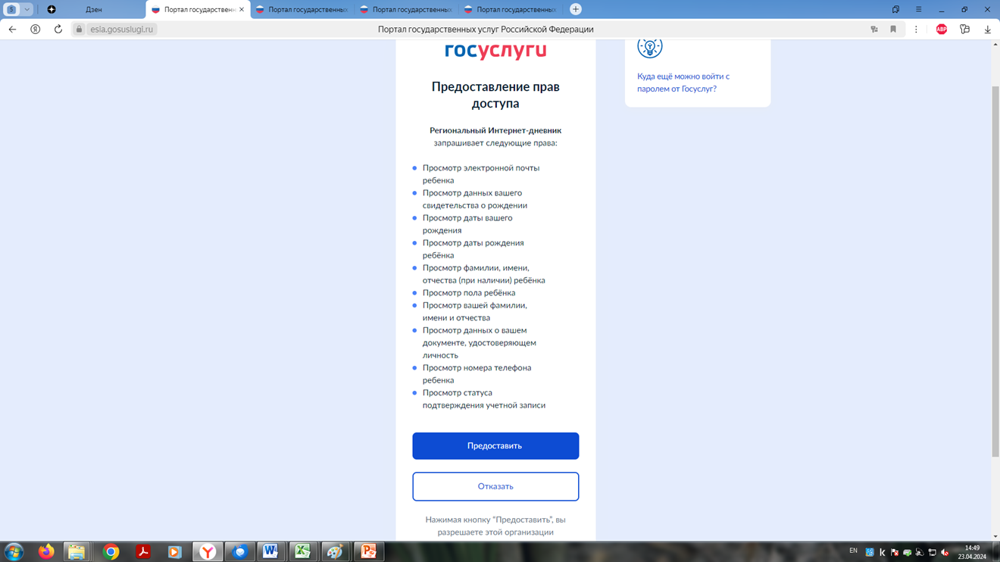 5
Дзен
Портал государственн
Портал государственных
Портал государственных
Портал государственных
esia.gosuslugi.ru
Портал государственных услуг Российской Федерации
ABP
госуслуги
Предоставление прав
доступа
Региональный Интернет-дневник
запрашивает следующие права:
Просмотр электронной почты
ребенка
Просмотр данных вашего
свидетельства о рождении
Просмотр даты вашего
рождения
Просмотр даты рождения
ребёнка
Просмотр фамилии, имени,
отчества (при наличии) ребёнка
Просмотр пола ребёнка
Просмотр вашей фамилии,
имени и отчества
Просмотр данных о вашем
документе, удостоверяющем
личность
Просмотр номера телефона
ребенка
Просмотр статуса
подтверждения учетной записи
Предоставить
Отказать
Нажимая кнопку "Предоставить", вы
разрешаете этой организации
Куда ещё можно войти с
паролем от Госуслуг?
EN
14:49
23.04.2024